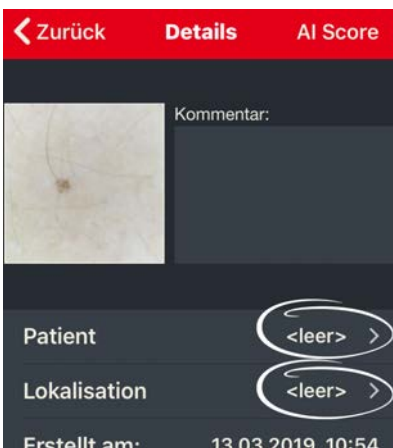 Zurück Details AI Score
Kommentar:
Patient <leer>
Lokalisation <leer>
Erstellt am: 13.03.2019, 10:54